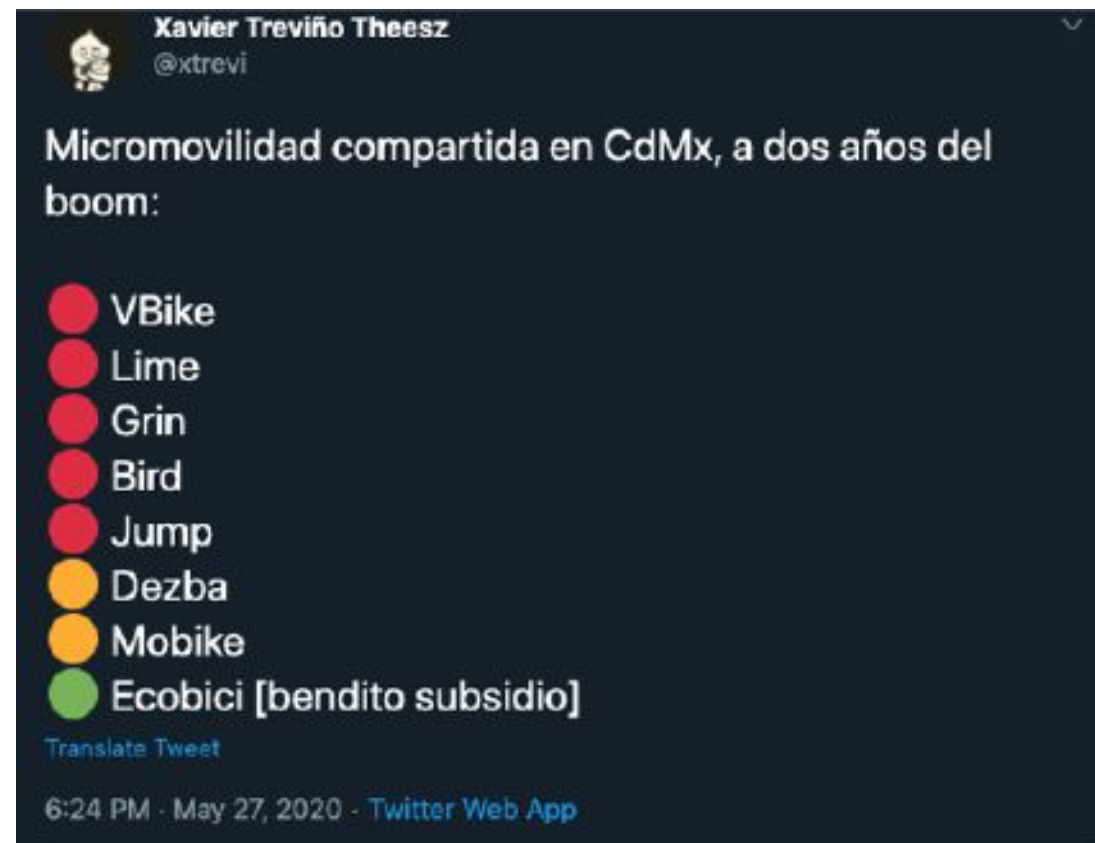 Xavier Treviño Theesz
@xtrevi
Micromovilidad compartida en CdMx, a dos años del
boom:
🔴 VBike
🔴 Lime
🔴 Grin
🔴 Bird
🔴 Jump
🟠 Dezba
🟠 Mobike
🟢 Ecobici [bendito subsidio]
Translate Tweet
6:24 PM · May 27, 2020 · Twitter Web App